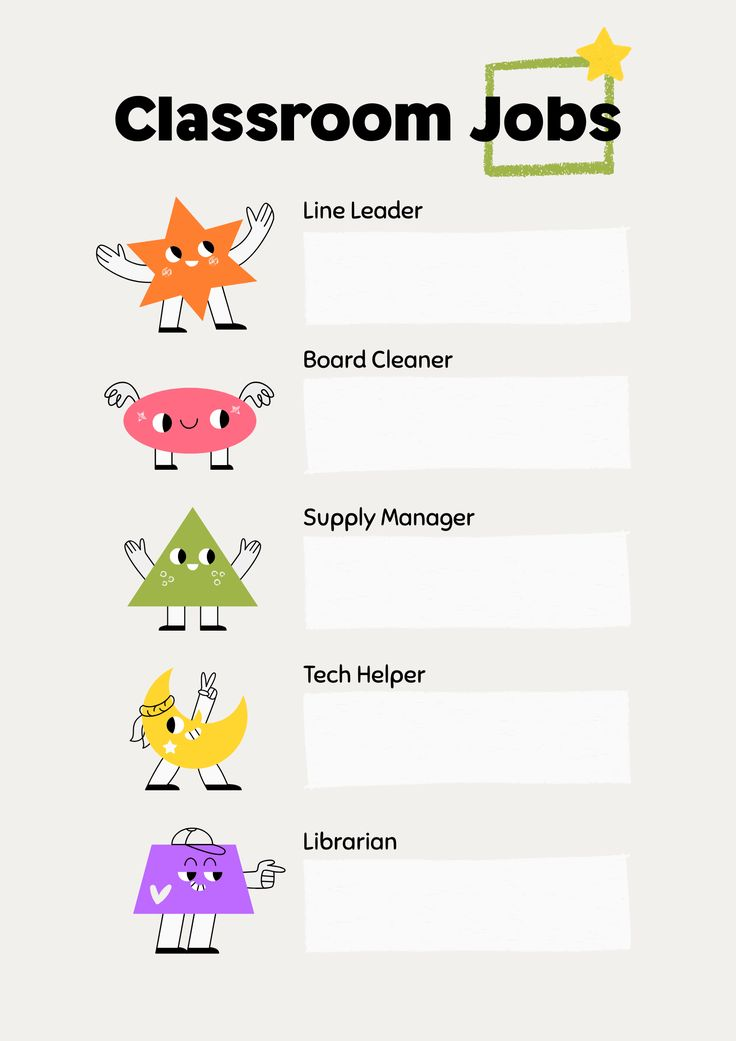 Classroom Jobs
Line Leader
Board Cleaner
Supply Manager
Tech Helper
Librarian